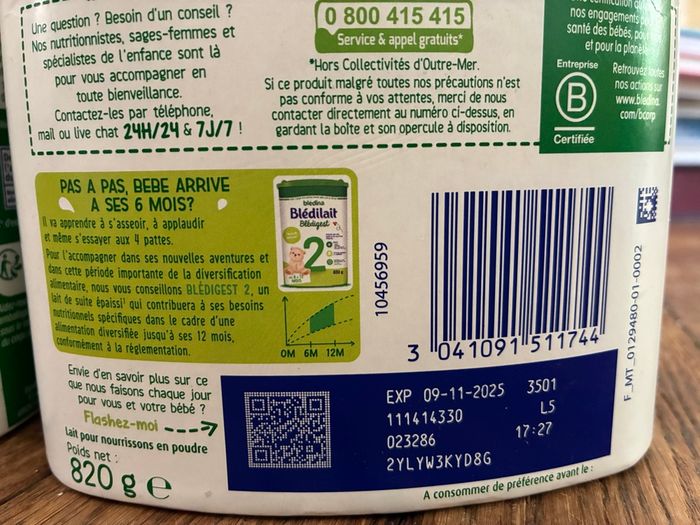 Une question ? Besoin d'un conseil ?
Nos nutritionnistes, sages-femmes et
spécialistes de l'enfance sont là
pour vous accompagner en
toute bienveillance.
Contactez-les par téléphone,
mail ou live chat 24H/24 & 7J/7 !
0 800 415 415
Service & appel gratuits*
*Hors Collectivités d'Outre-Mer.
Si ce produit malgré toutes nos précautions n'est
pas conforme à vos attentes, merci de nous
contacter directement au numéro ci-dessus, en
gardant la boîte et son opercule à disposition.
nos engagements
santé des bébés,
et pour la planète
Entreprise
B
Certifiée
Retrouvez toutes
nos actions sur
www.bledina.
com/bcorp
PAS A PAS, BEBE ARRIVE
A SES 6 MOIS?
Il va apprendre à s'asseoir, à applaudir
et même s'essayer aux 4 pattes.
Pour l'accompagner dans ses nouvelles aventures et
dans cette période importante de la diversification
alimentaire, nous vous conseillons BLÉDIGEST 2, un
lait de suite épaissi¹ qui contribuera à ses besoins
nutritionnels spécifiques dans le cadre d'une
alimentation diversifiée jusqu'à ses 12 mois,
conformément à la règlementation.
blédina
Blédilait
Blédigest
2
0M 6M 12M
10456959
3 041091 511744
F_MT_0129480-01-0002
Envie d'en savoir plus sur ce
que nous faisons chaque jour
pour vous et votre bébé ?
Flashez-moi
Lait pour nourrissons en poudre
Poids net :
820 g e
EXP 09-11-2025 3501
111414330 L5
023286 17:27
2YLYW3KYD8G
A consommer de préférence avant le :